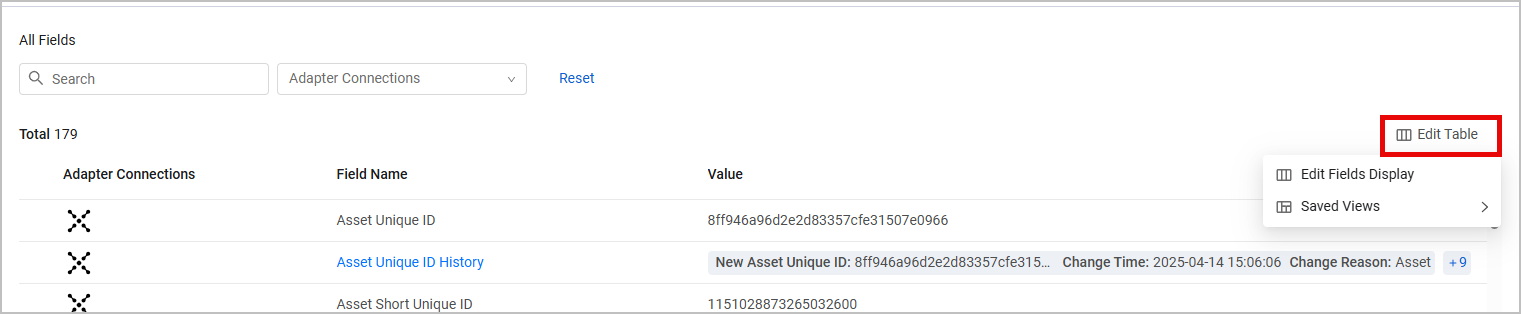 All Fields
Search
Adapter Connections
Reset
Total 179
Edit Table
Edit Fields Display
Saved Views
Adapter Connections Field Name Value
Asset Unique ID 8ff946a96d2e2d83357cfe31507e0966
Asset Unique ID History New Asset Unique ID: 8ff946a96d2e2d83357cfe315... Change Time: 2025-04-14 15:06:06 Change Reason: Asset +9
Asset Short Unique ID 1151028873265032600